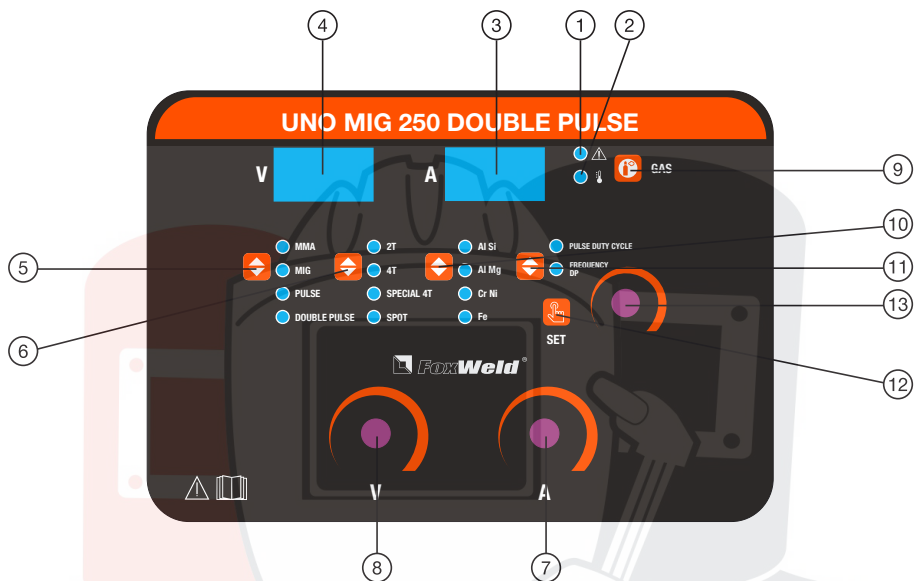 4 3 1 2
UNO MIG 250 DOUBLE PULSE
V A GAS
9
MMA 2T Al Si PULSE DUTY CYCLE
10
5
MIG 4T Al Mg FREQUENCY
DP
11
PULSE SPECIAL 4T Cr Ni
13
DOUBLE PULSE SPOT Fe
6
SET
FoxWeld®
12
V A
8 7